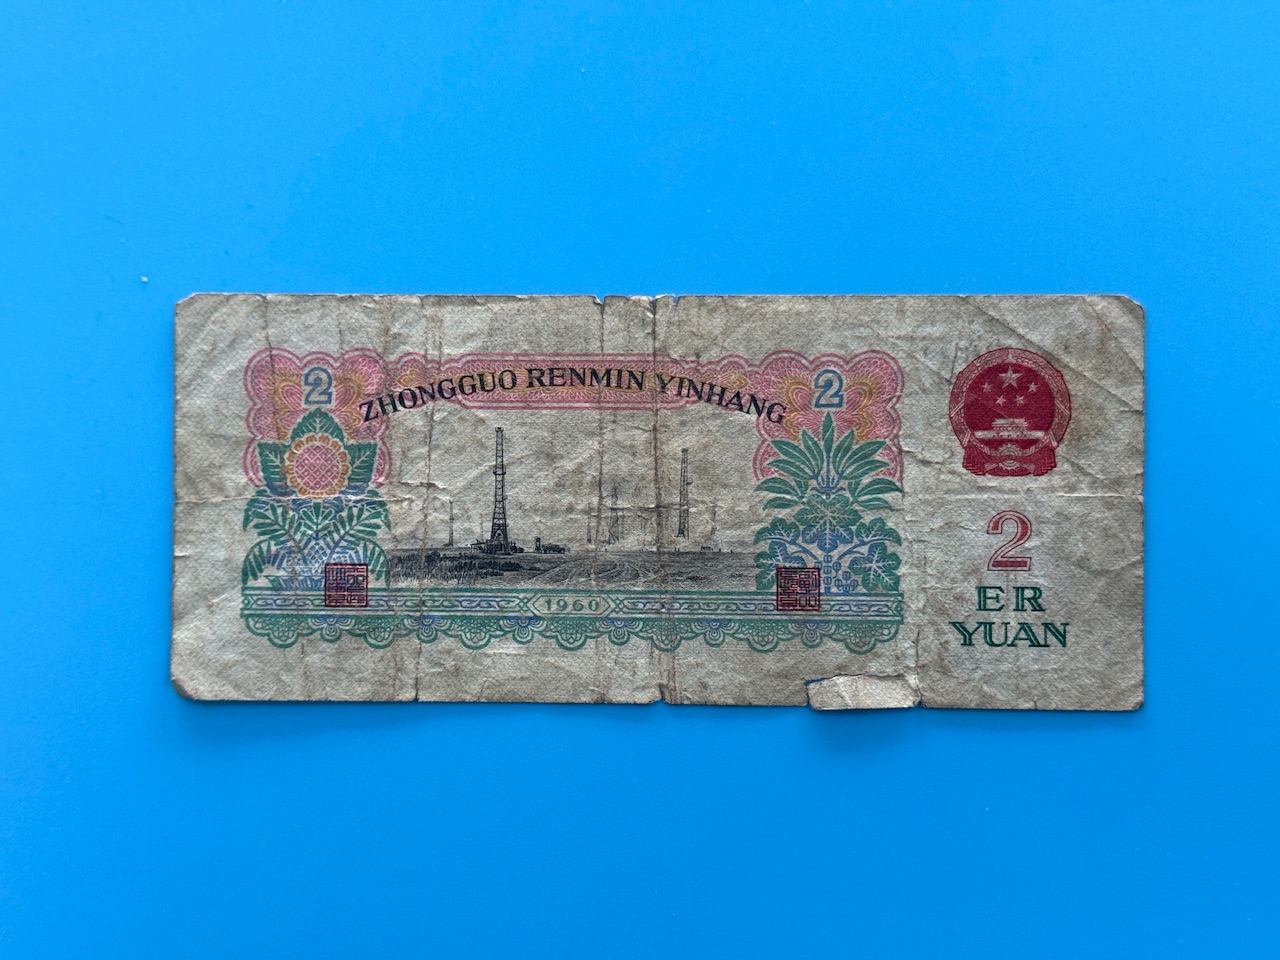 ZHONGGUO RENMIN YINHANG
2
2
1960
2
ER
YUAN